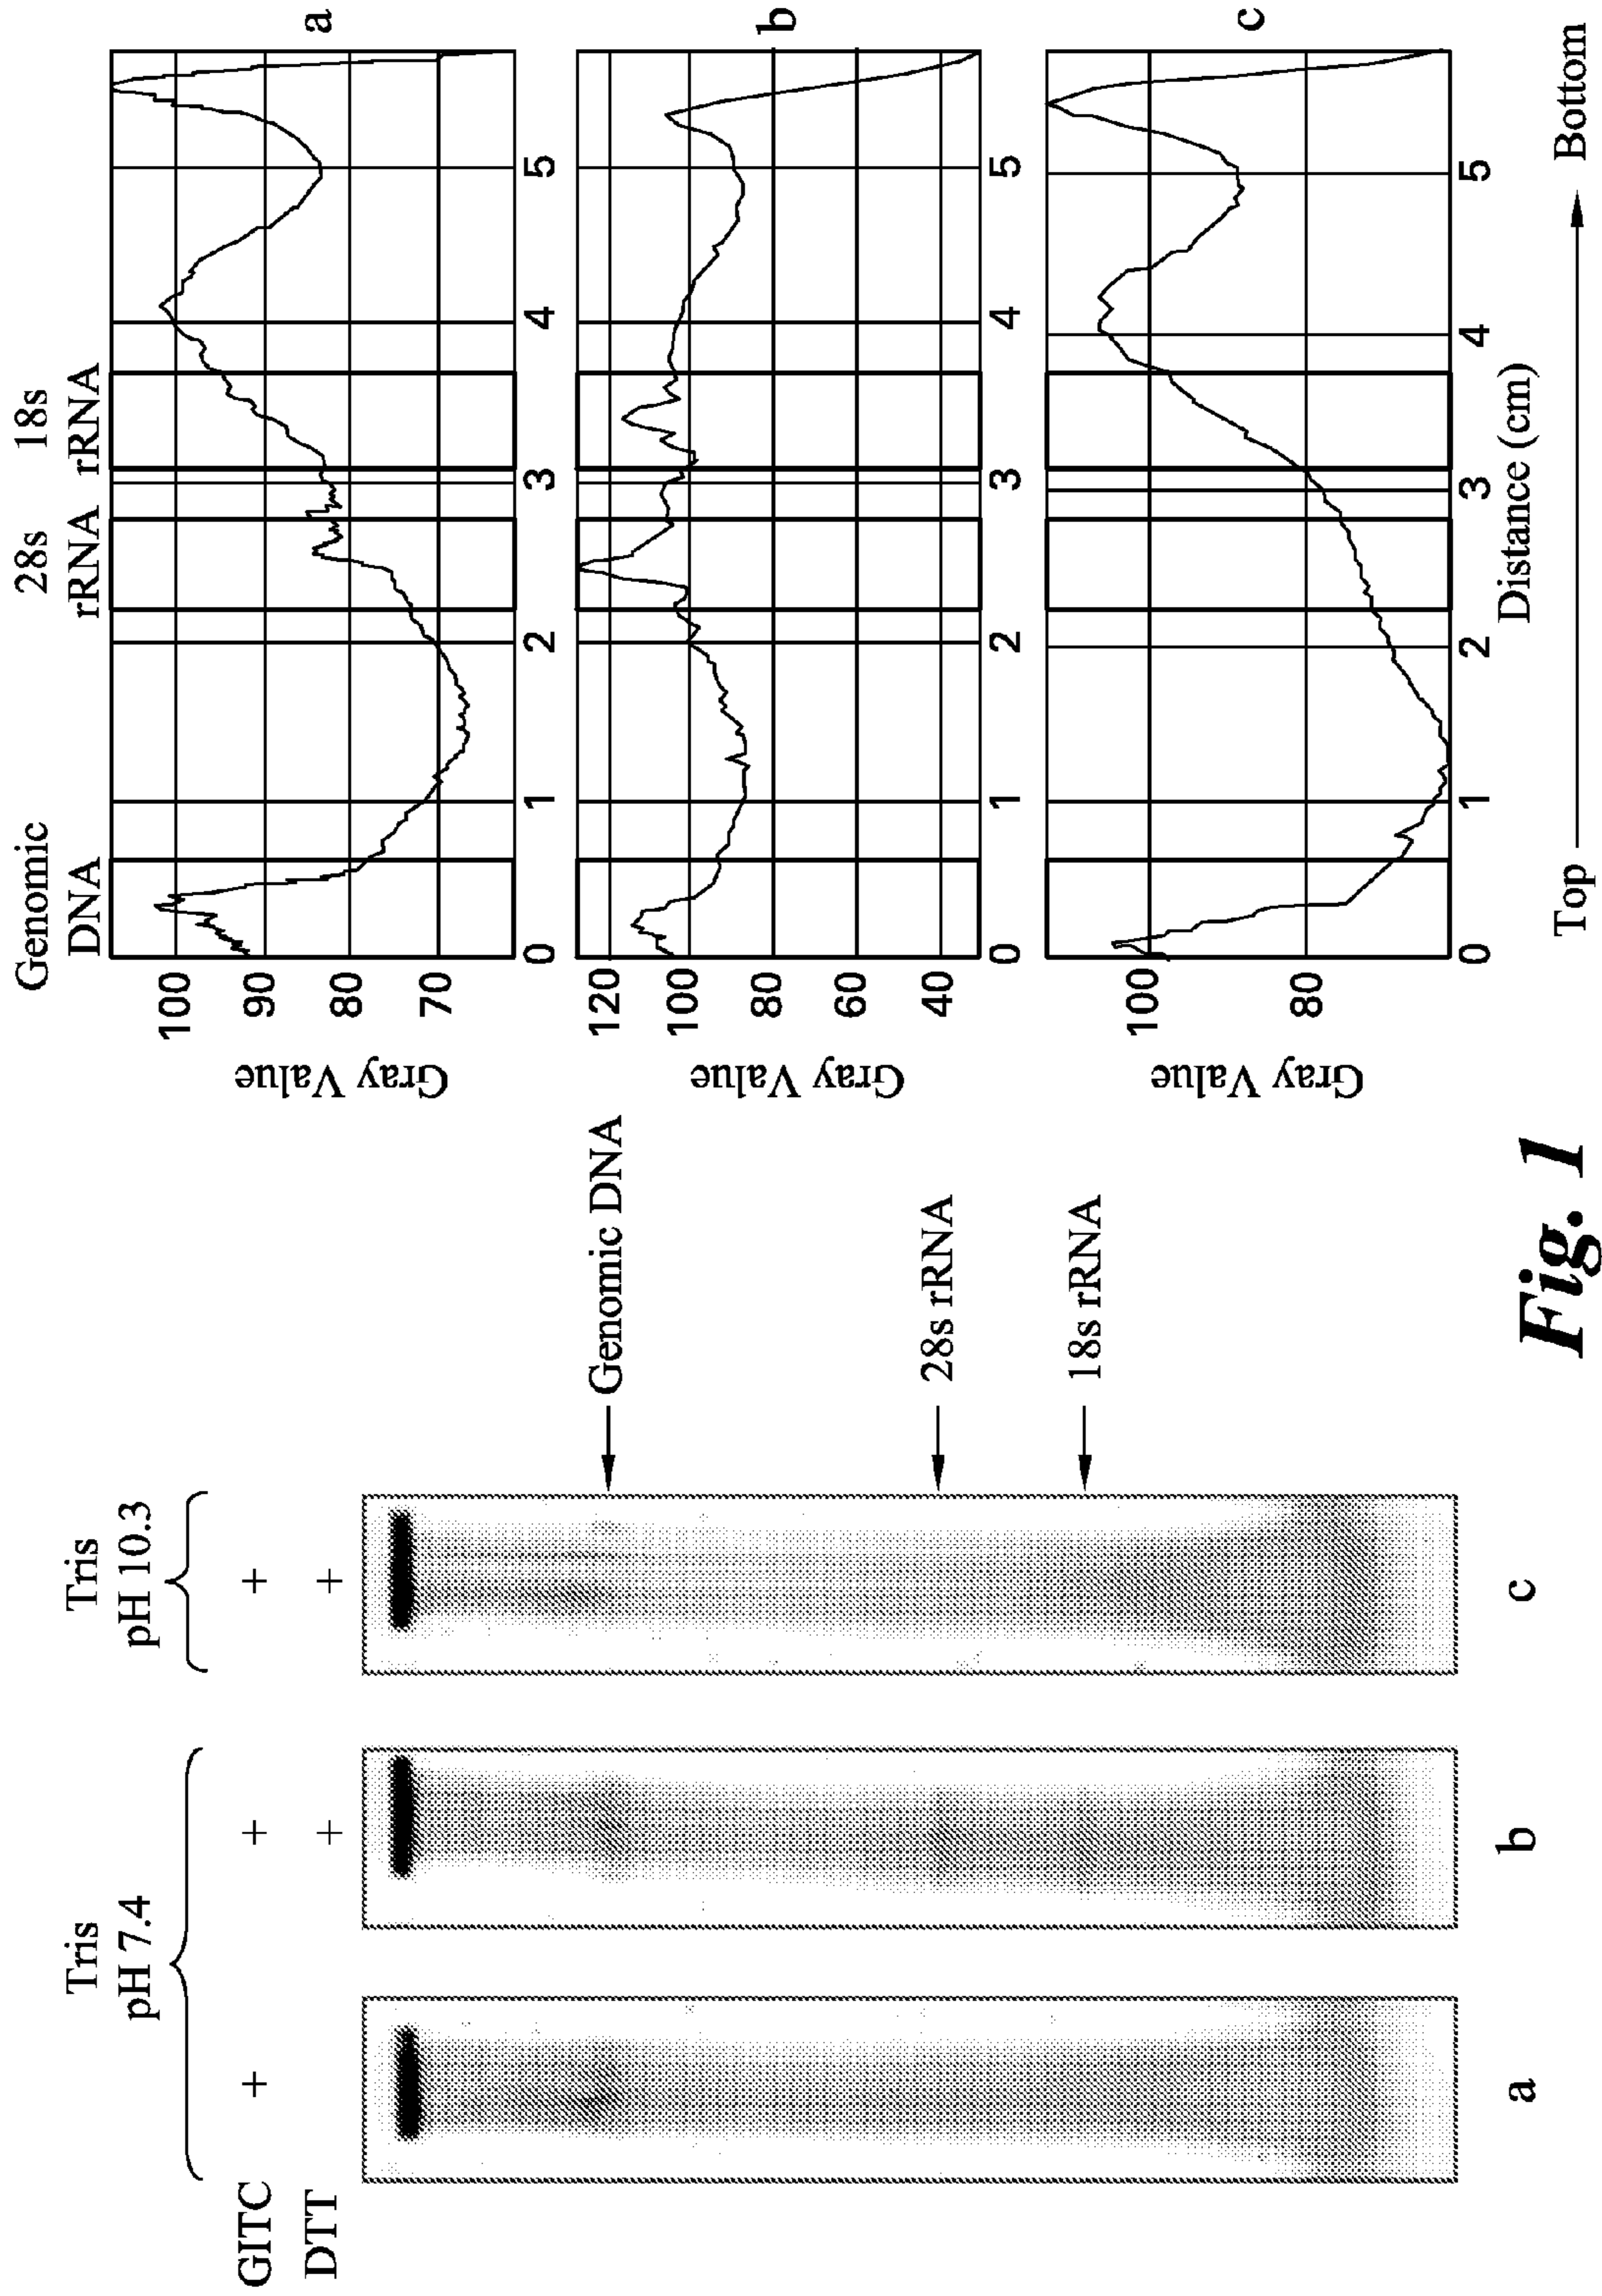 Tris
pH 7.4
Tris
pH 10.3
GITC + + +
DTT + +
Genomic DNA
28s rRNA
18s rRNA
a b c
Genomic
DNA
28s
rRNA
18s
rRNA
Gray Value
100
90
80
70
0 1 2 3 4 5
a
Gray Value
120
100
80
60
40
0 1 2 3 4 5
b
Gray Value
100
80
0 1 2 3 4 5
c
Distance (cm)
Top Bottom
Fig. 1